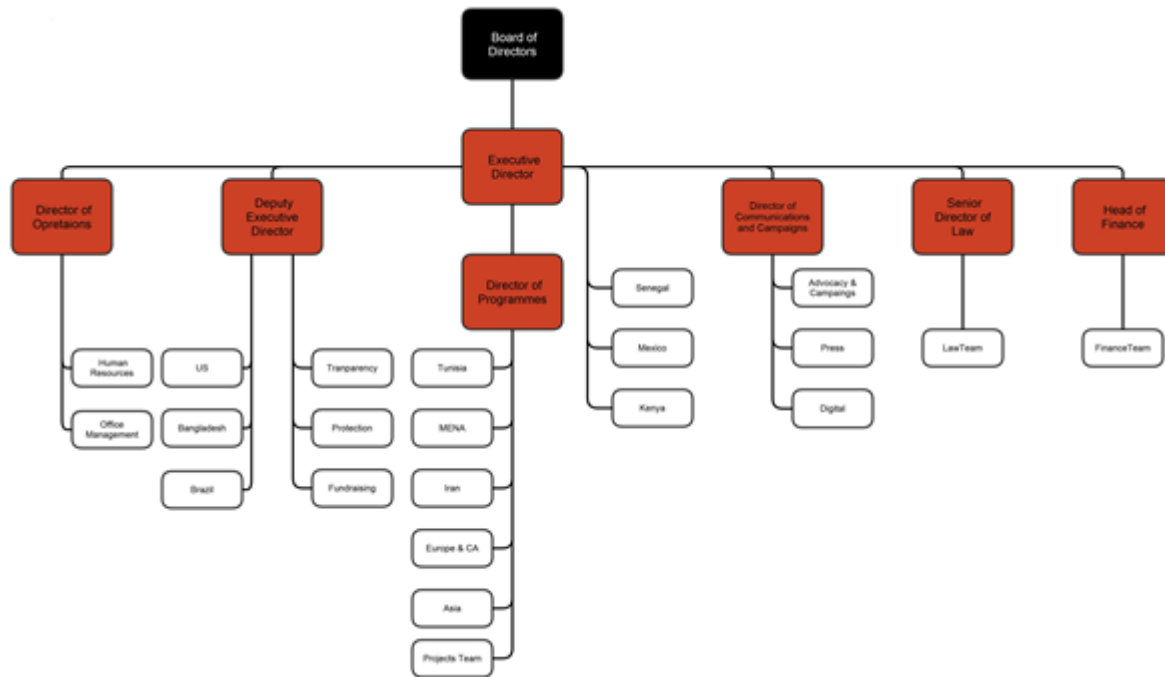 Board of
Directors
Executive
Director
Director of
Opretaions
Deputy
Executive
Director
Director of
Communications
and Campaigns
Senior
Director of
Law
Head of
Finance
Director of
Programmes
Senegal
Advocacy &
Campaings
Mexico
Press
LawTeam
FinanceTeam
Human
Resources
US
Tranparency
Tunisia
Kenya
Digital
Office
Management
Bangladesh
Protection
MENA
Brazil
Fundraising
Iran
Europe & CA
Asia
Projects Team